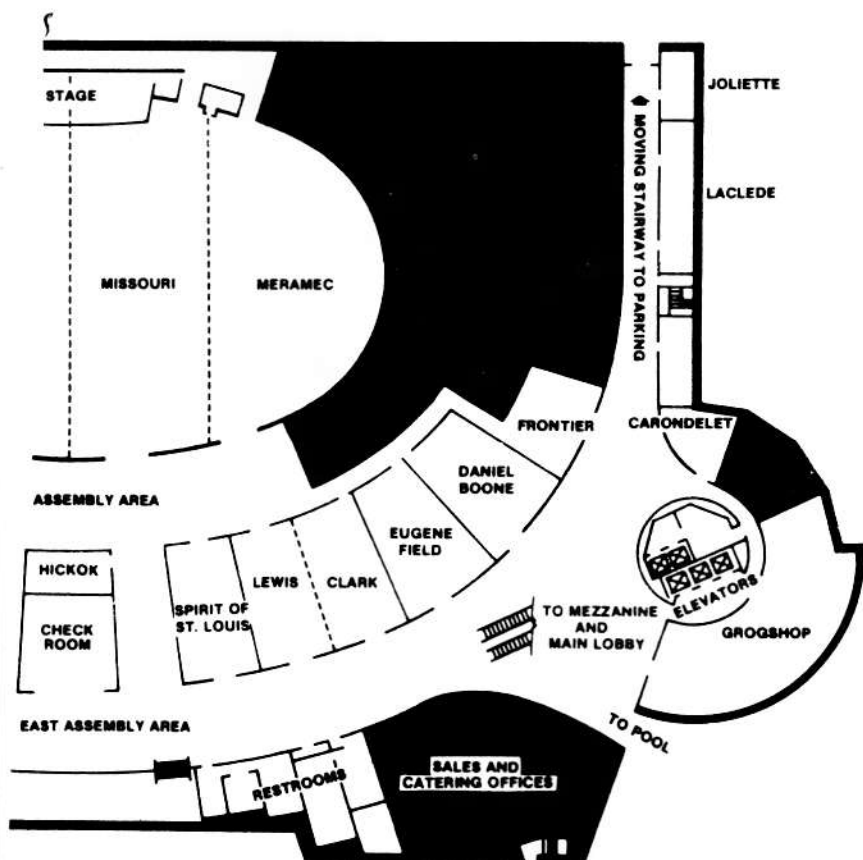 STAGE
JOLIETTE
MOVING STAIRWAY TO PARKING
LACLEDE
MISSOURI
MERAMEC
FRONTIER
CARONDELET
DANIEL
BOONE
ASSEMBLY AREA
EUGENE
FIELD
HICKOK
LEWIS
CLARK
SPIRIT OF
ST. LOUIS
ELEVATORS
CHECK
ROOM
TO MEZZANINE
AND
MAIN LOBBY
GROGSHOP
EAST ASSEMBLY AREA
TO POOL
RESTROOMS
SALES AND
CATERING OFFICES